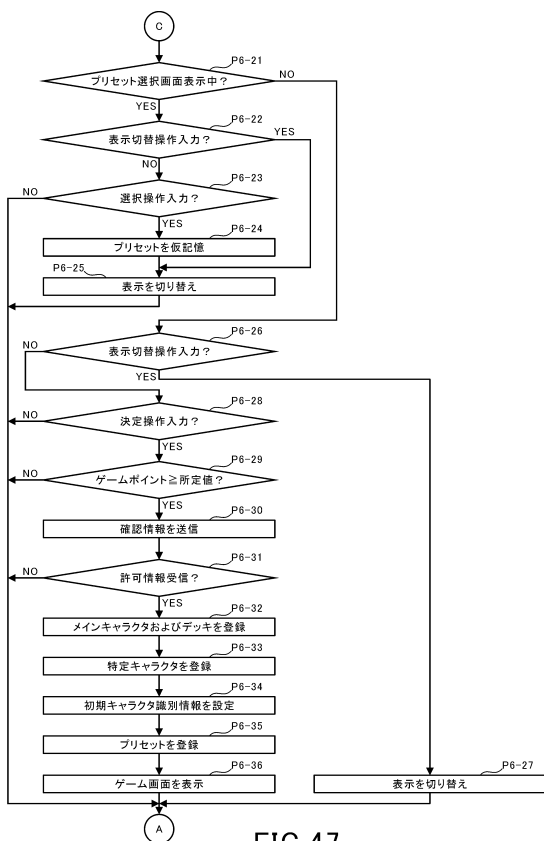 C
P6-21
プリセット選択画面表示中？
NO
YES
P6-22
表示切替操作入力？
YES
NO
P6-23
NO
選択操作入力？
YES
P6-24
プリセットを仮記憶
P6-25
表示を切り替え
P6-26
NO
表示切替操作入力？
YES
P6-28
NO
決定操作入力？
YES
P6-29
NO
ゲームポイント≧所定値？
YES
P6-30
確認情報を送信
P6-31
NO
許可情報受信？
YES
P6-32
メインキャラクタおよびデッキを登録
P6-33
特定キャラクタを登録
P6-34
初期キャラクタ識別情報を設定
P6-35
プリセットを登録
P6-36
ゲーム画面を表示
P6-27
表示を切り替え
A
FIG.47